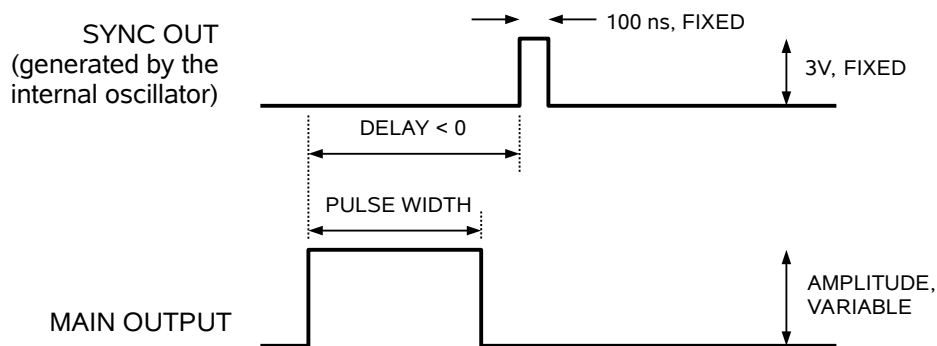 SYNC OUT
(generated by the
internal oscillator)
100 ns, FIXED
3V, FIXED
DELAY < 0
PULSE WIDTH
AMPLITUDE,
VARIABLE
MAIN OUTPUT